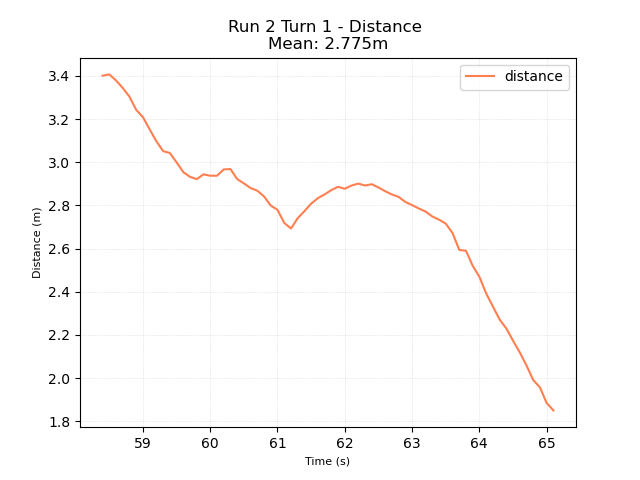 Run 2 Turn 1 - Distance
Mean: 2.775m
distance
Distance (m)
3.4
3.2
3.0
2.8
2.6
2.4
2.2
2.0
1.8
59 60 61 62 63 64 65
Time (s)